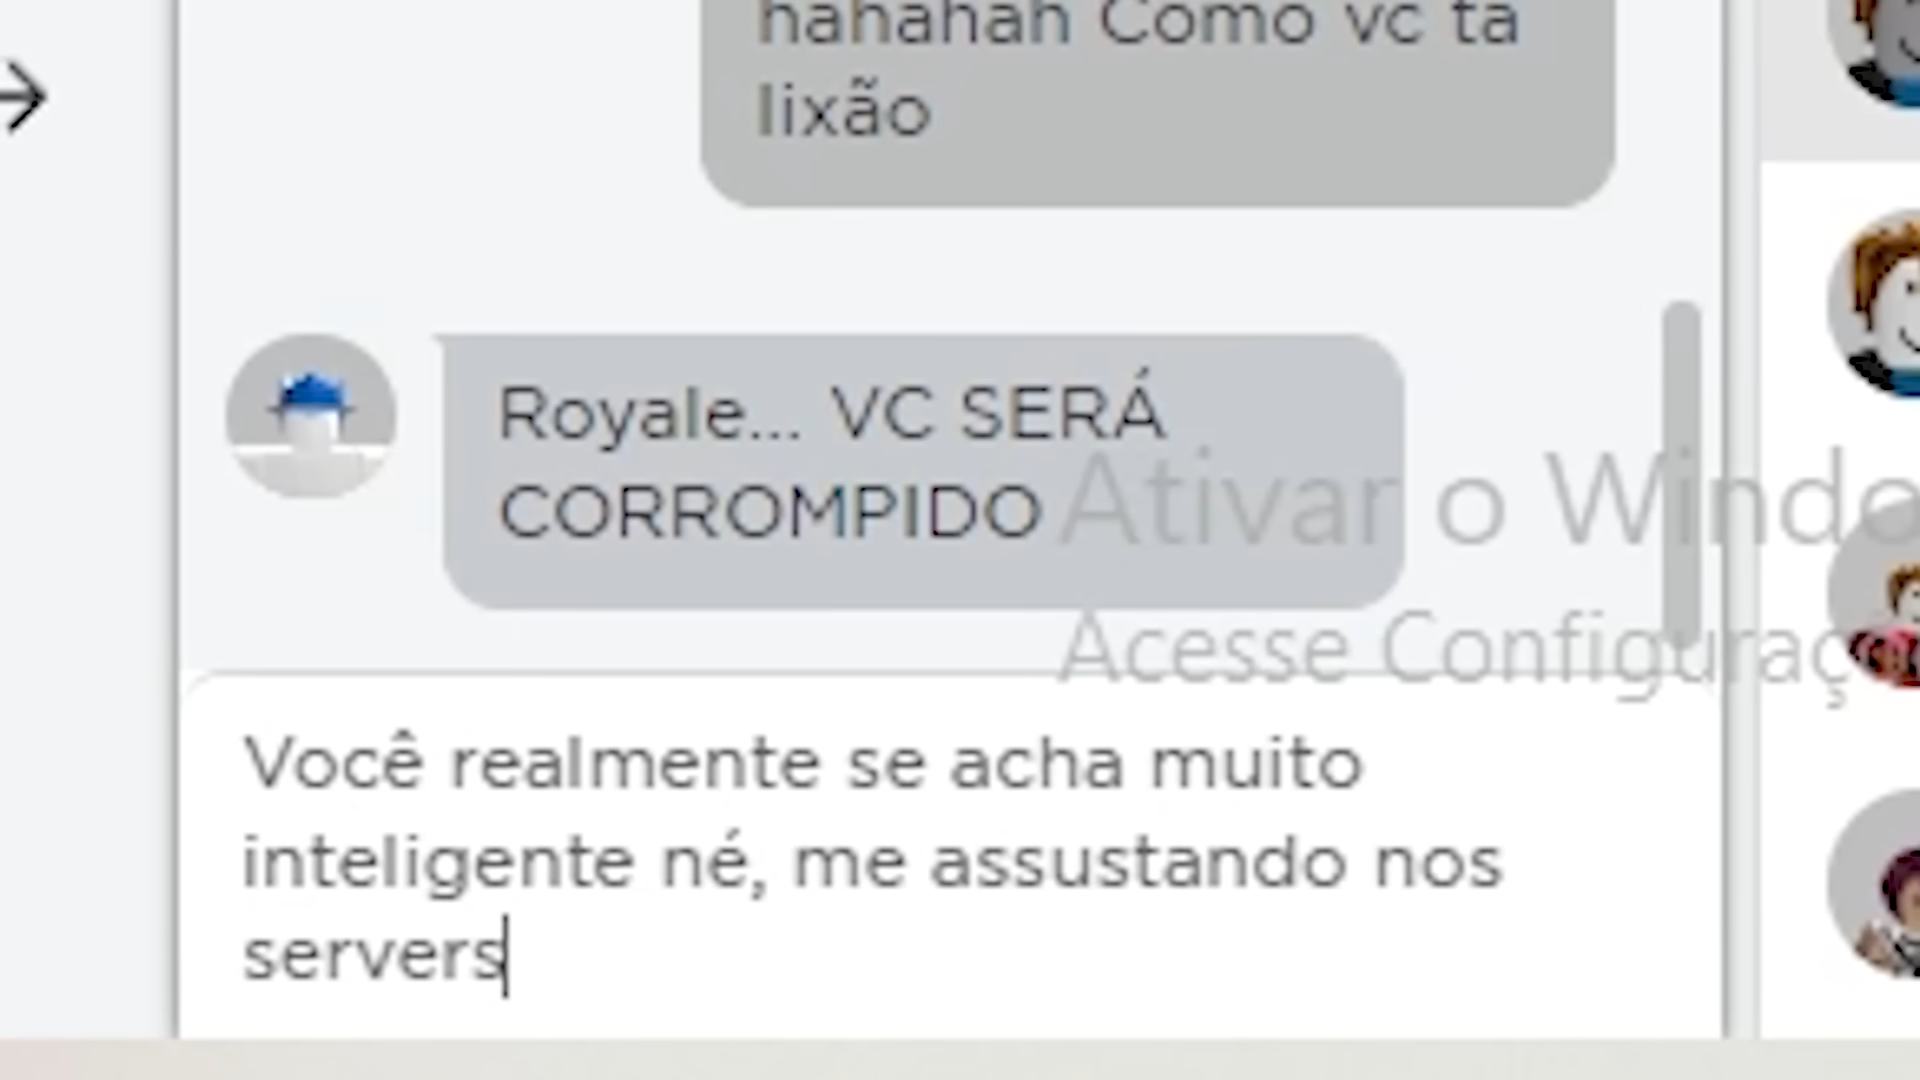 hahahah Como vc ta
lixão
Royale... VC SERÁ
CORROMPIDO
Ativar o Windo
Acesse Configuraç
Você realmente se acha muito
inteligente né, me assustando nos
servers